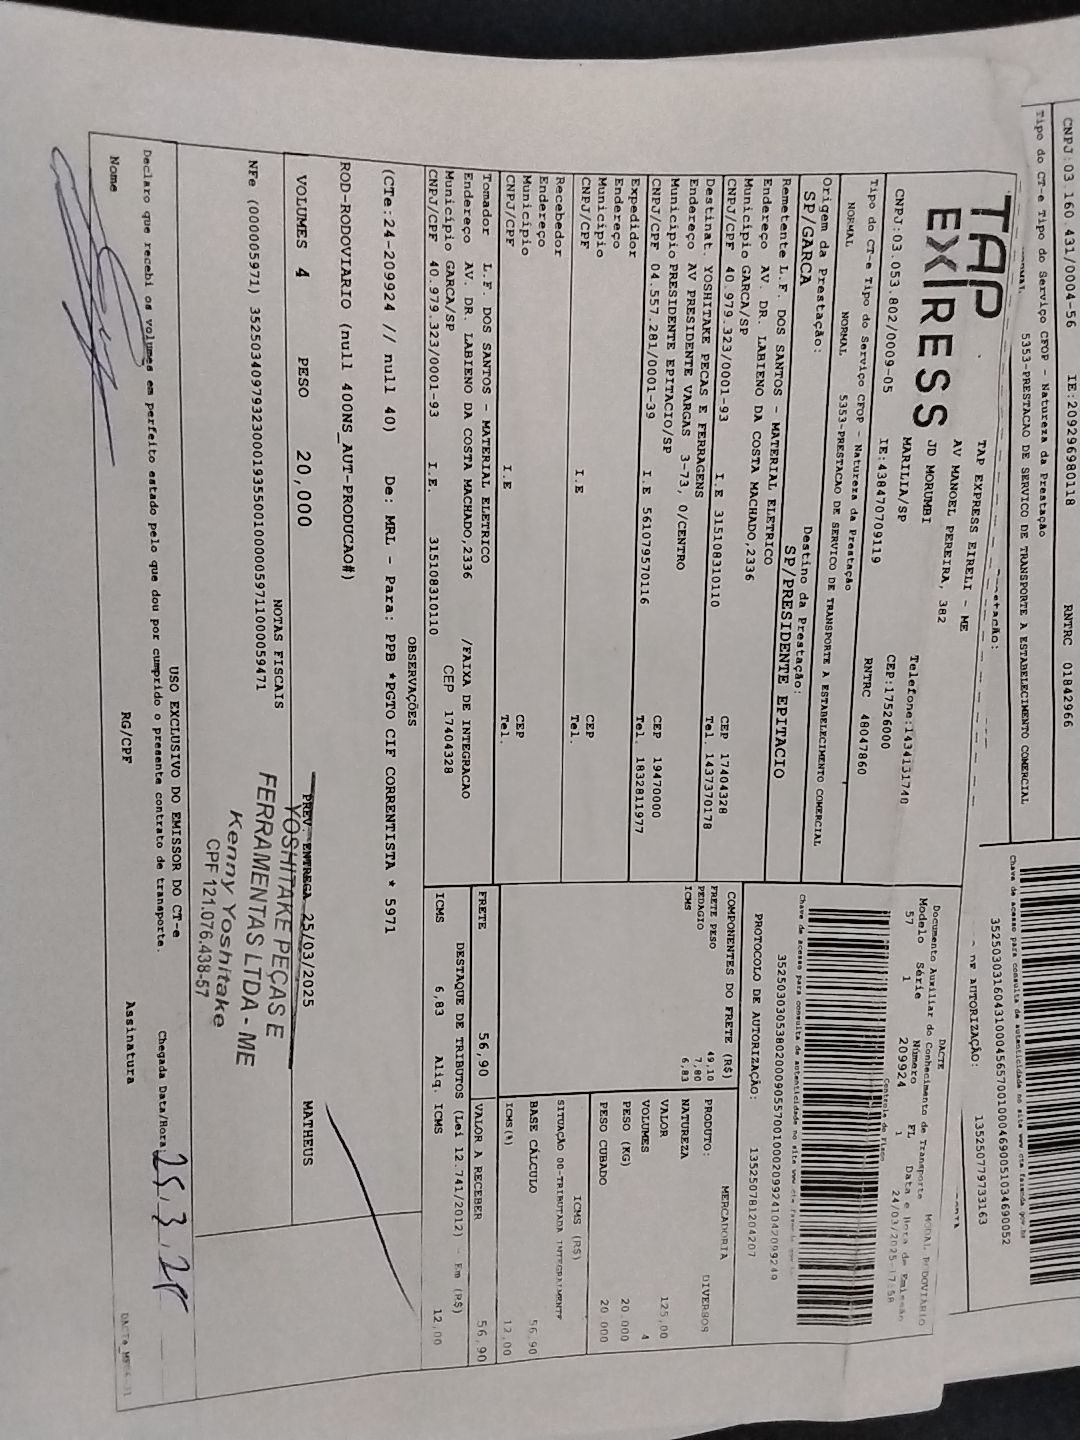 CNPJ:03.160.431/0004-56 IE:209296980118 RNTRC 01842966
Tipo do CT-e Tipo do Serviço CFOP - Natureza da Prestação
5353-PRESTACAO DE SERVICO DE TRANSPORTE A ESTABELECIMENTO COMERCIAL
Chave de acesso para consulta de autenticidade no site www.cte.fazenda.gov.br
135250779733163
TAP EXPRESS
TAP EXPRESS EIRELI - ME
AV MANOEL PEREIRA, 382
JD MORUMBI
MARILIA/SP
Telefone:1434131740
CEP:17526000
CNPJ:03.053.802/0009-05 IE:438470709119 RNTRC 48047860
DACTE
Documento Auxiliar do Conhecimento de Transporte MODAL RODOVIARIO
Modelo Série Número FL Data e Hora de Emissão
57 1 209924 1 24/03/2025-17:58
Controle do Fisco
Tipo do CT-e Tipo do Serviço CFOP - Natureza da Prestação
NORMAL NORMAL 5353-PRESTACAO DE SERVICO DE TRANSPORTE A ESTABELECIMENTO COMERCIAL
Origem da Prestação: Destino da Prestação:
SP/GARCA SP/PRESIDENTE EPITACIO
PROTOCOLO DE AUTORIZAÇÃO: 135250781204207
Remetente L.F. DOS SANTOS - MATERIAL ELETRICO
Endereço AV. DR. LABIENO DA COSTA MACHADO,2336
Município GARCA/SP CEP 17404328
CNPJ/CPF 40.979.323/0001-93 I.E 315108310110 Tel. 1437370178
Destinat. YOSHITAKE PECAS E FERRAGENS
Endereço AV PRESIDENTE VARGAS 3-73, 0/CENTRO
Município PRESIDENTE EPITACIO/SP CEP 19470000
CNPJ/CPF 04.557.281/0001-39 I.E 561079570116 Tel. 1832811977
Expedidor
Endereço
Município CEP
CNPJ/CPF I.E Tel.
Recebedor
Endereço
Município CEP
CNPJ/CPF I.E Tel.
Tomador L.F. DOS SANTOS - MATERIAL ELETRICO
Endereço AV. DR. LABIENO DA COSTA MACHADO,2336 /FAIXA DE INTEGRACAO
Município GARCA/SP CEP 17404328
CNPJ/CPF 40.979.323/0001-93 I.E. 315108310110
COMPONENTES DO FRETE (R$)
FRETE PESO 49,10
PEDAGIO 7,80
ICMS 6,83
PRODUTO: MERCADORIA
NATUREZA DIVERSOS
VALOR 125,00
VOLUMES 4
PESO (KG) 20.000
PESO CUBADO 20.000
ICMS (R$)
SITUAÇÃO 00-TRIBUTADA INTEGRALMENTE
BASE CÁLCULO 56,90
ICMS(%) 12,00
FRETE 56,90 VALOR A RECEBER 56,90
DESTAQUE DE TRIBUTOS (Lei 12.741/2012) - Em (R$)
ICMS 6,83 Aliq. ICMS 12,00
OBSERVAÇÕES
(CTe:24-209924 // null 40) De: MRL - Para: PPB *PGTO CIF CORRENTISTA * 5971
ROD-RODOVIARIO (null 400NS_AUT-PRODUCAO#)
VOLUMES 4 PESO 20,000 PREV. ENTREGA 25/03/2025 MATHEUS
NOTAS FISCAIS
YOSHITAKE PEÇAS E
FERRAMENTAS LTDA - ME
Kenny Yoshitake
CPF 121.076.438-57
USO EXCLUSIVO DO EMISSOR DO CT-e
Declaro que recebi os volumes em perfeito estado pelo que dou por cumprido o presente contrato de transporte. Chegada Data/Hora 25.3.25
Nome RG/CPF Assinatura